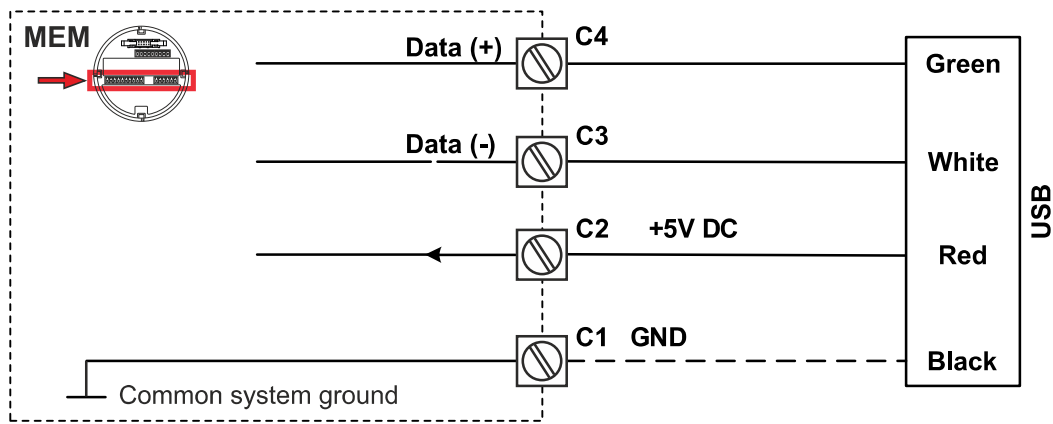 MEM
Data (+)
C4
Green
Data (-)
C3
White
C2
+5V DC
Red
USB
C1
GND
Black
Common system ground